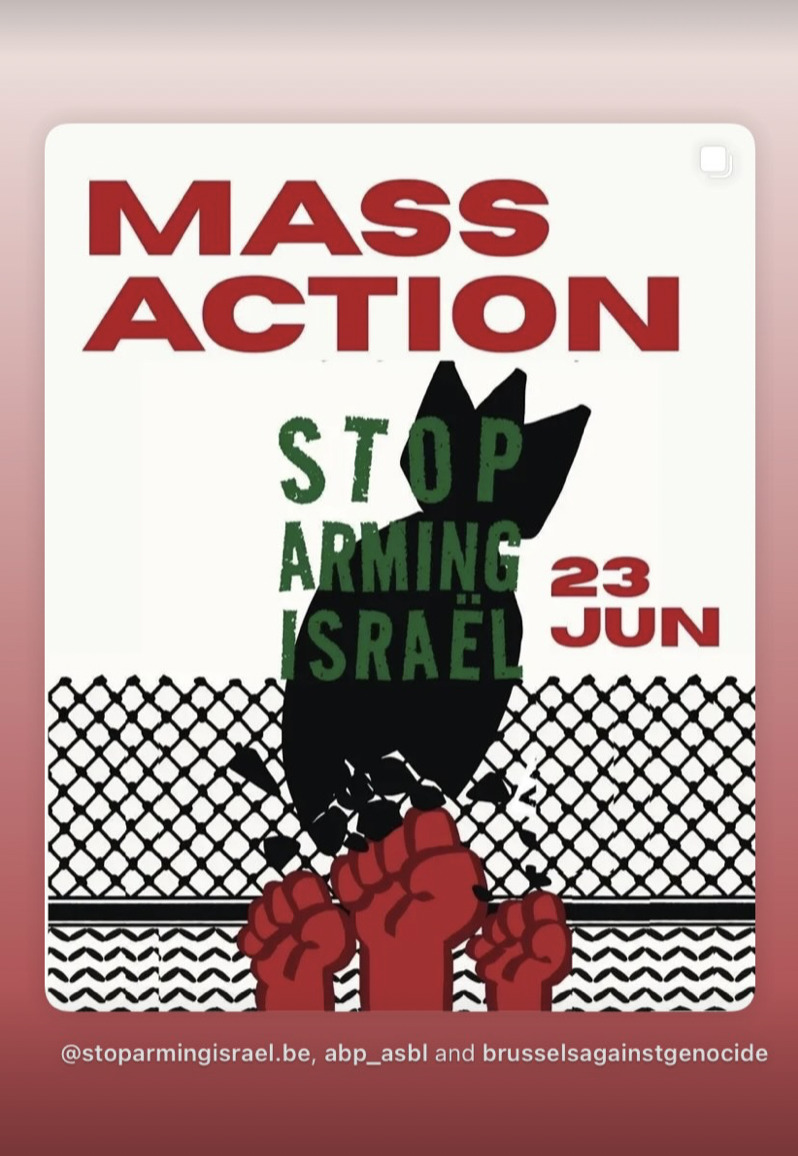 MASS
ACTION
STOP
ARMING
ISRAËL
23
JUN
@stoparmingisrael.be, abp_asbl and brusselsagainstgenocide